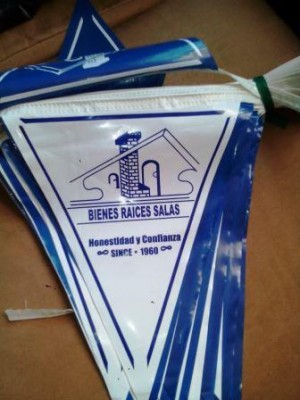 BIENES RAICES SALAS
Honestidad y Confianza
∞ SINCE • 1960 ∞